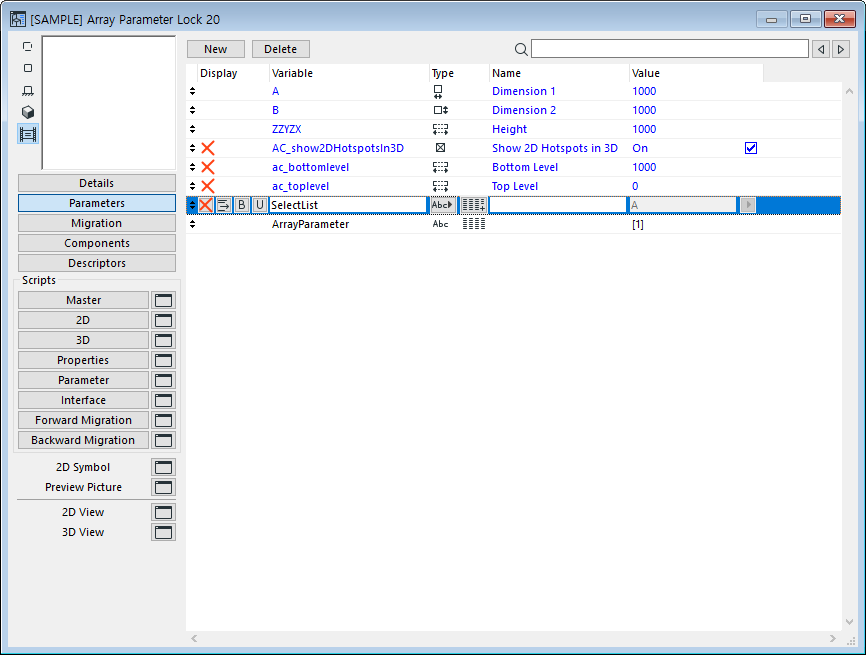 [SAMPLE] Array Parameter Lock 20
New Delete
Display Variable Type Name Value
A Dimension 1 1000
B Dimension 2 1000
ZZYZX Height 1000
AC_show2DHotspotsIn3D Show 2D Hotspots in 3D On
ac_bottomlevel Bottom Level 1000
ac_toplevel Top Level 0
B U SelectList Abc A
ArrayParameter Abc [1]
Details
Parameters
Migration
Components
Descriptors
Scripts
Master
2D
3D
Properties
Parameter
Interface
Forward Migration
Backward Migration
2D Symbol
Preview Picture
2D View
3D View